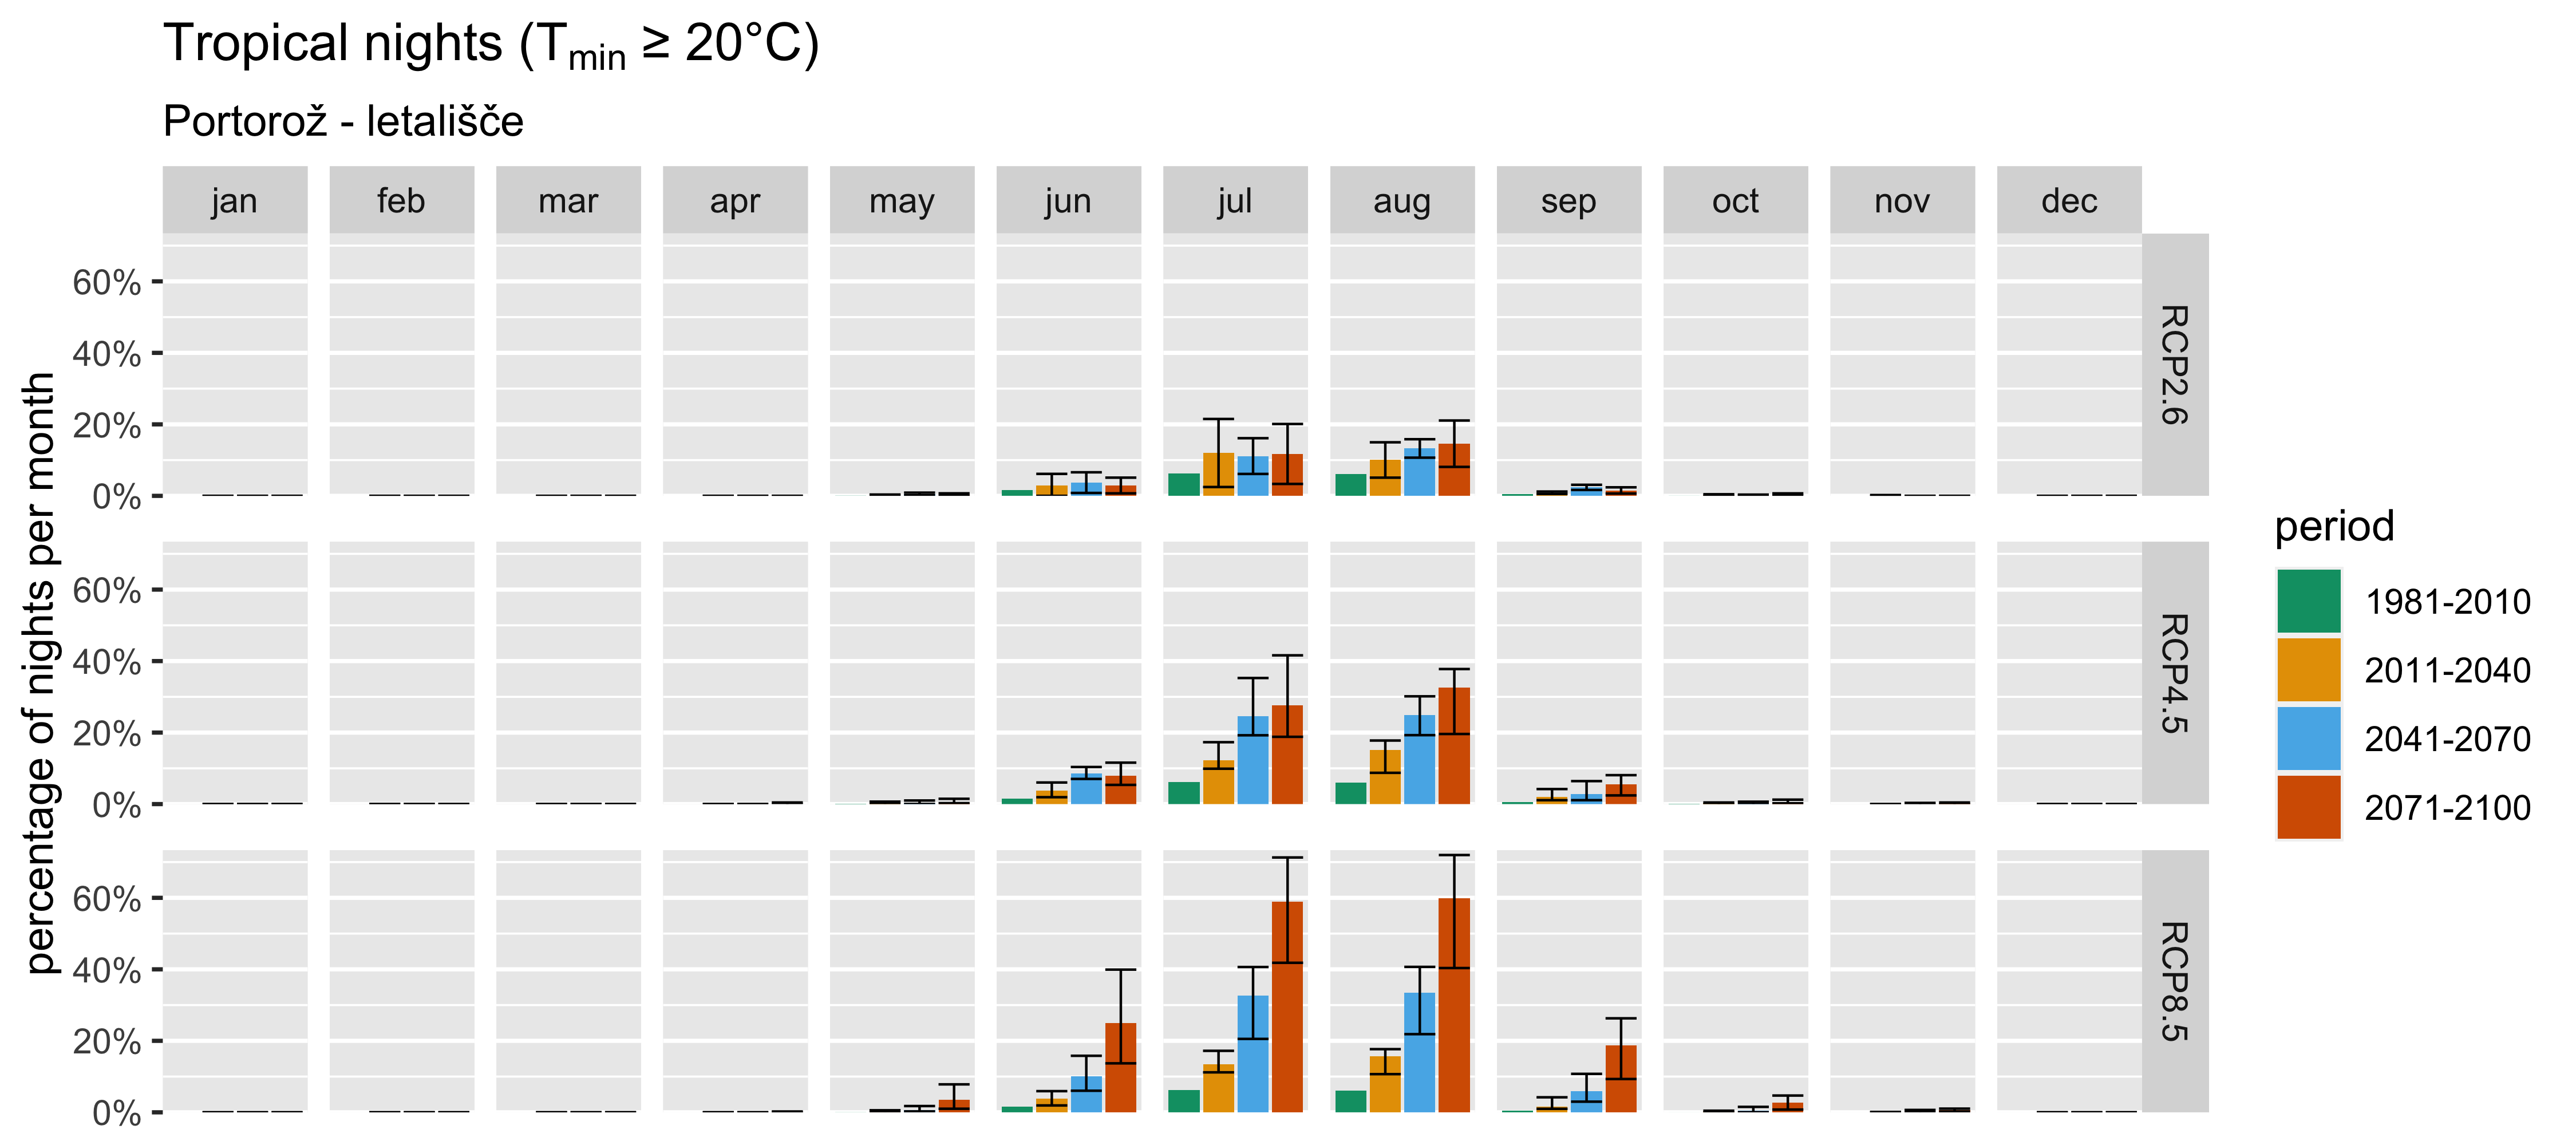 Tropical nights (Tmin ≥ 20°C)
Portorož - letališče
jan feb mar apr may jun jul aug sep oct nov dec
percentage of nights per month
60%
40%
20%
0%
RCP2.6
60%
40%
20%
0%
RCP4.5
60%
40%
20%
0%
RCP8.5
period
1981-2010
2011-2040
2041-2070
2071-2100